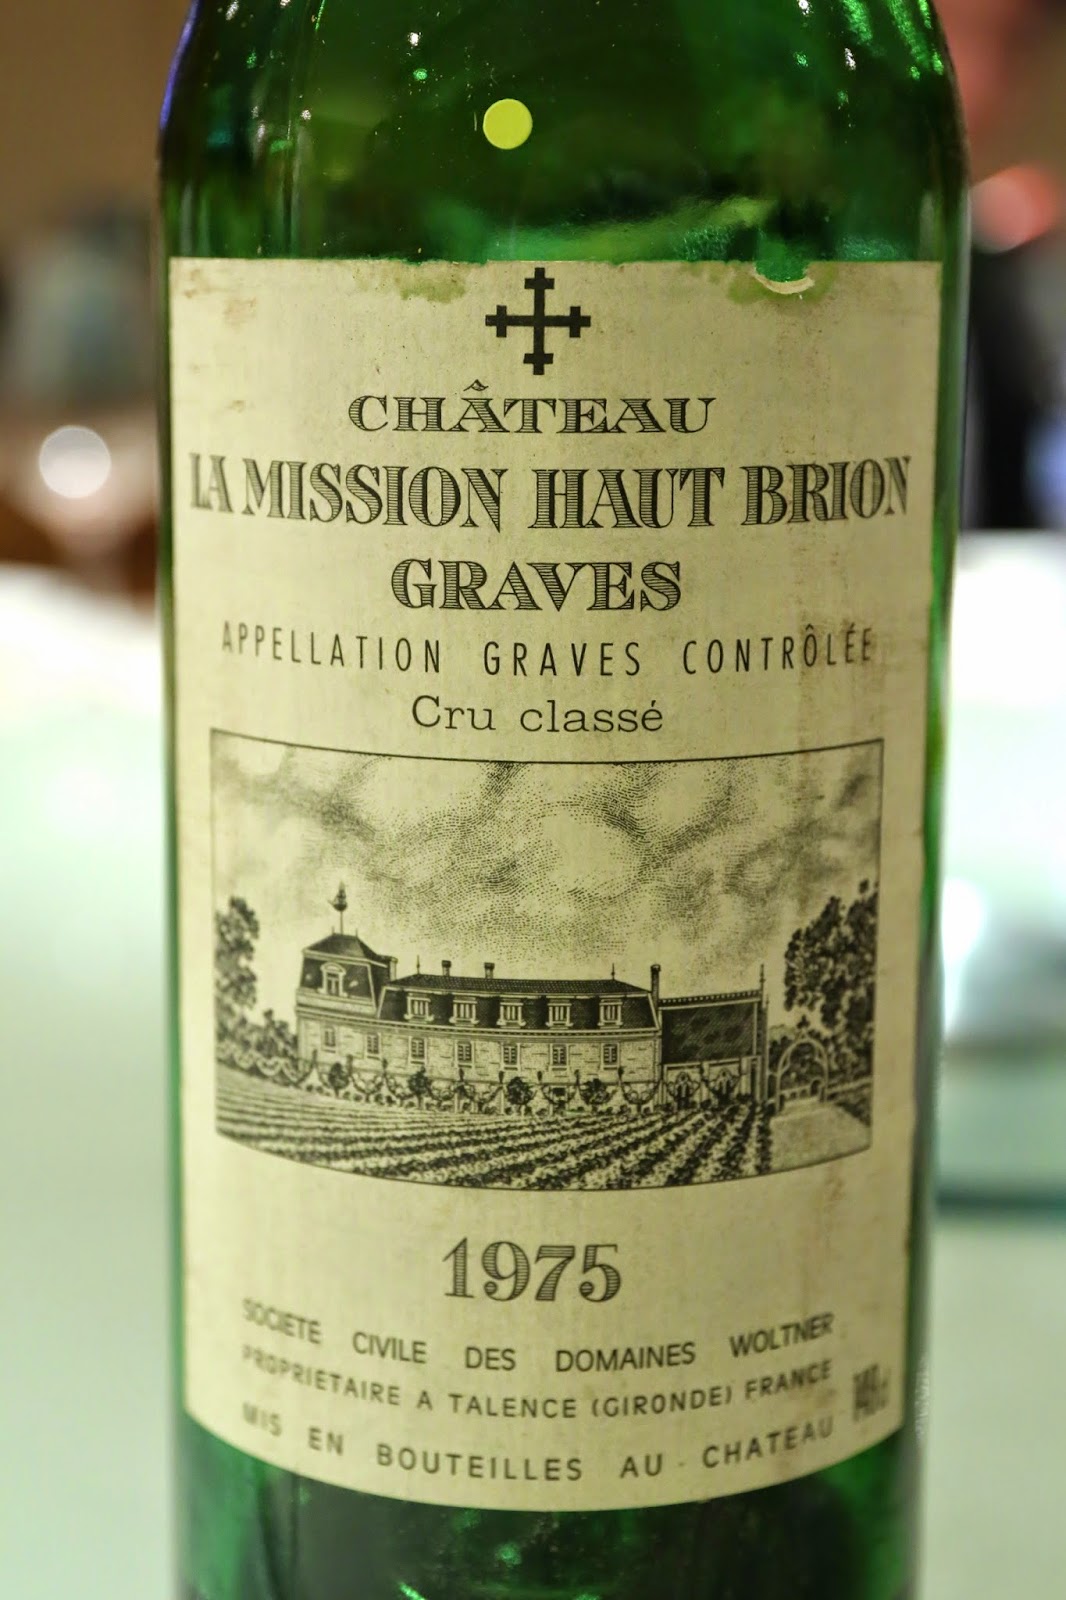 CHÂTEAU
LA MISSION HAUT BRION
GRAVES
APPELLATION GRAVES CONTRÔLÉE
Cru classé
1975
SOCIETE CIVILE DES DOMAINES WOLTNER
PROPRIETAIRE A TALENCE (GIRONDE) FRANCE
MIS EN BOUTEILLES AU CHATEAU